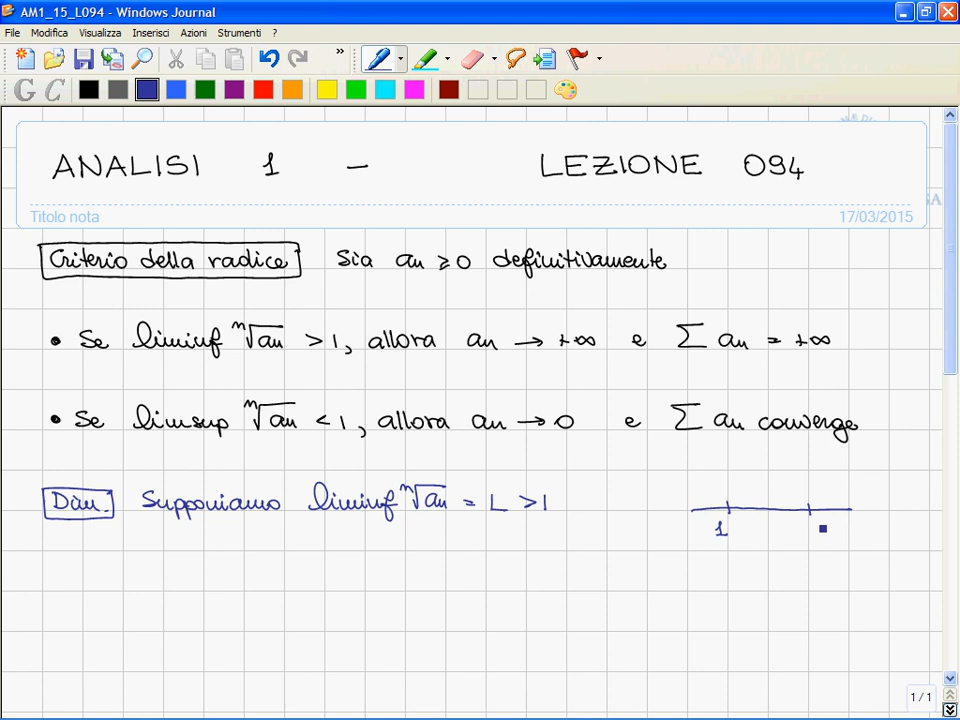 AM1_15_L094 - Windows Journal
File Modifica Visualizza Inserisci Azioni Strumenti ?
»
G C
ANALISI 1 - LEZIONE 094
Titolo nota 17/03/2015
Criterio della radice Sia an ≥ 0 definitivamente
• Se liminf ⁿ√an > 1, allora an → +∞ e ∑ an = +∞
• Se limsup ⁿ√an < 1, allora an → 0 e ∑ an converge
Dim. Supponiamo liminf ⁿ√an = L > 1
1
1 / 1